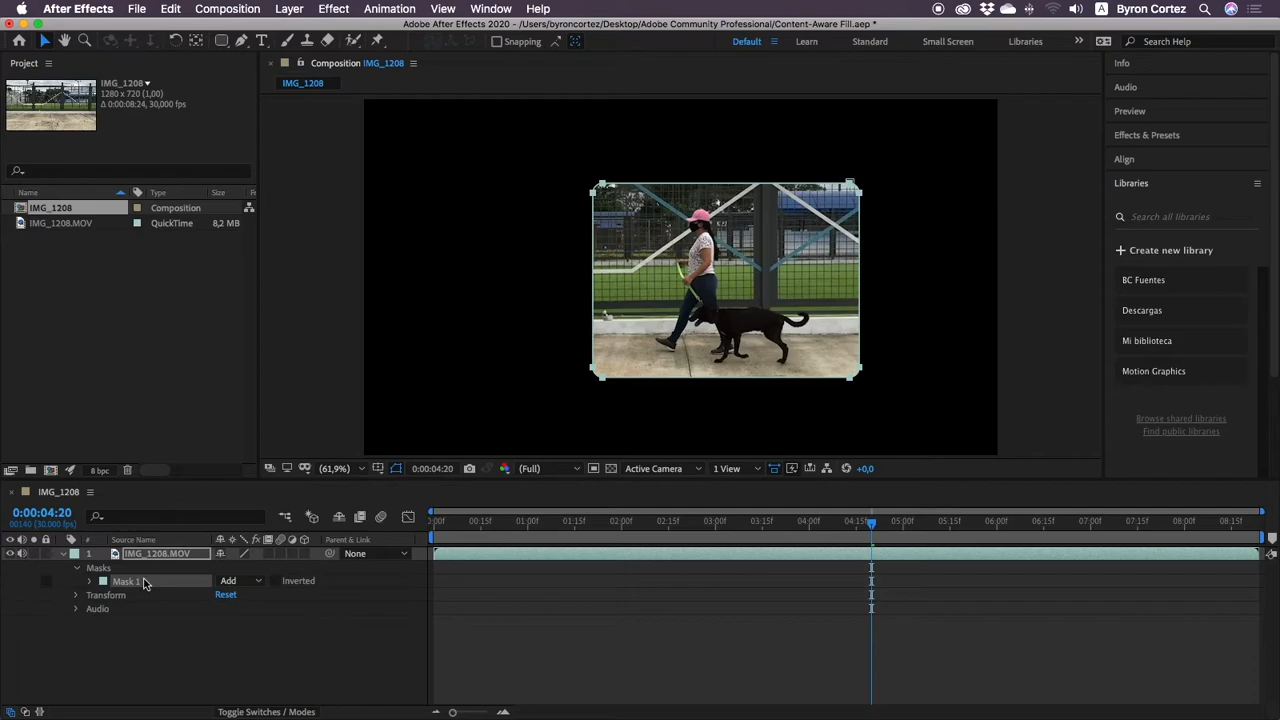 After Effects File Edit Composition Layer Effect Animation View Window Help A Byron Cortez
Adobe After Effects 2020 - /Users/byroncortez/Desktop/Adobe Community Professional/Content-Aware Fill.aep *
Snapping Default Learn Standard Small Screen Libraries Search Help
Project
Composition IMG_1208
Info
IMG_1208
1280 x 720 (1,00)
Δ 0:00:08:24, 30,000 fps
IMG_1208
Audio
Preview
Effects & Presets
Align
Libraries
Name Type Size
IMG_1208 Composition
IMG_1208.MOV QuickTime 8,2 MB
Search all libraries
Create new library
BC Fuentes
Descargas
Mi biblioteca
Motion Graphics
Browse shared libraries
Find public libraries
8 bpc
(61,9%) 0:00:04:20 (Full) Active Camera 1 View +0,0
IMG_1208
0:00:04:20
00140 (30.000 fps)
:00f 00:15f 01:00f 01:15f 02:00f 02:15f 03:00f 03:15f 04:00f 04:15f 05:00f 05:15f 06:00f 06:15f 07:00f 07:15f 08:00f 08:15f
# Source Name Parent & Link
1 IMG_1208.MOV None
Masks
Mask 1 Add Inverted
Transform Reset
Audio
Toggle Switches / Modes